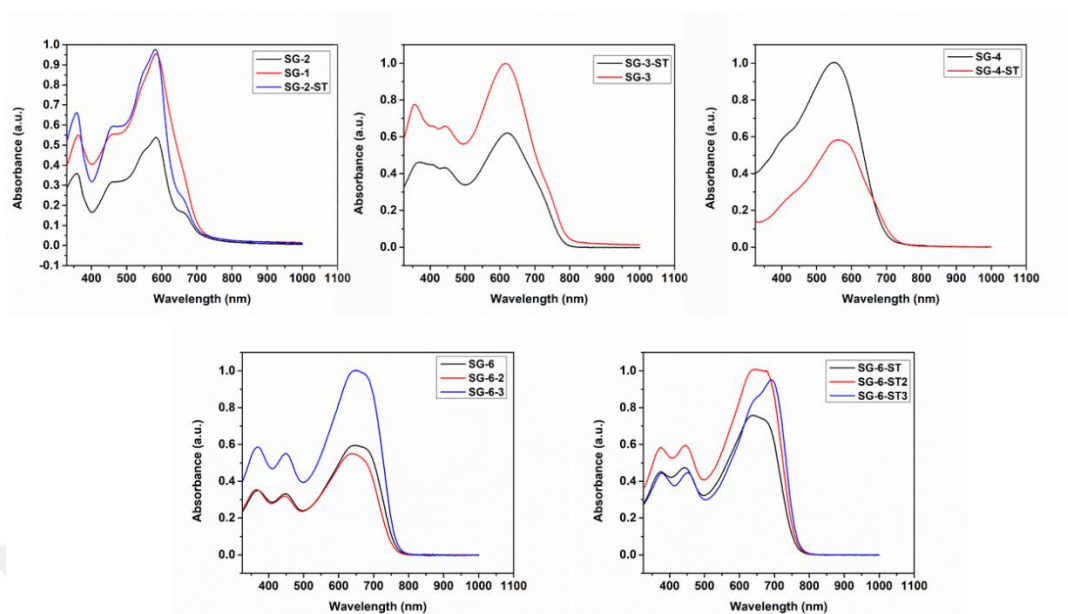 1.0
0.9
0.8
0.7
0.6
0.5
0.4
0.3
0.2
0.1
0.0
-0.1
Absorbance (a.u.)
SG-2
SG-1
SG-2-ST
400 500 600 700 800 900 1000 1100
Wavelength (nm)
1.0
0.8
0.6
0.4
0.2
0.0
Absorbance (a.u.)
SG-3-ST
SG-3
400 500 600 700 800 900 1000 1100
Wavelength (nm)
1.0
0.8
0.6
0.4
0.2
0.0
Absorbance (a.u.)
SG-4
SG-4-ST
400 500 600 700 800 900 1000 1100
Wavelength (nm)
1.0
0.8
0.6
0.4
0.2
0.0
Absorbance (a.u.)
SG-6
SG-6-2
SG-6-3
400 500 600 700 800 900 1000 1100
Wavelength (nm)
1.0
0.8
0.6
0.4
0.2
0.0
Absorbance (a.u.)
SG-6-ST
SG-6-ST2
SG-6-ST3
400 500 600 700 800 900 1000 1100
Wavelength (nm)